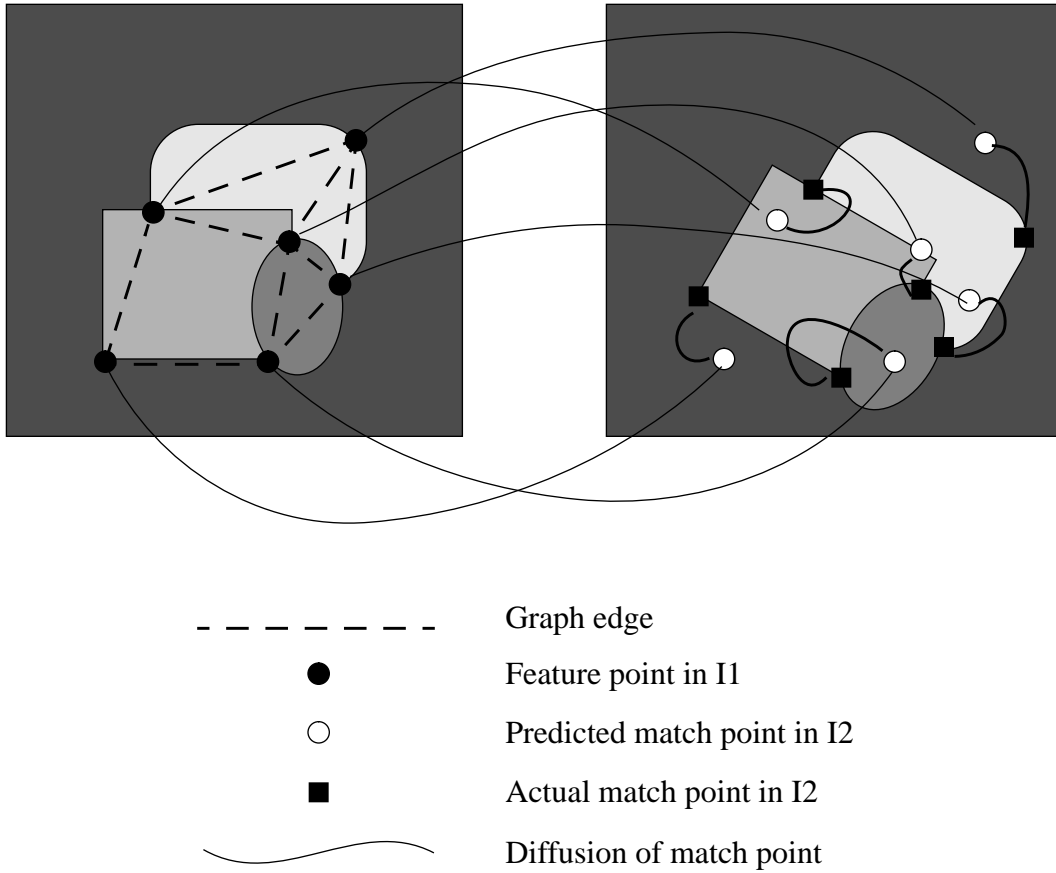 Graph edge
Feature point in I1
Predicted match point in I2
Actual match point in I2
Diffusion of match point